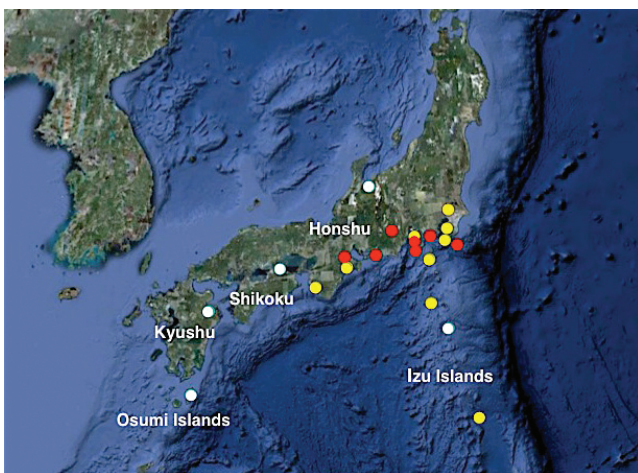 Honshu
Shikoku
Kyushu
Izu Islands
Osumi Islands